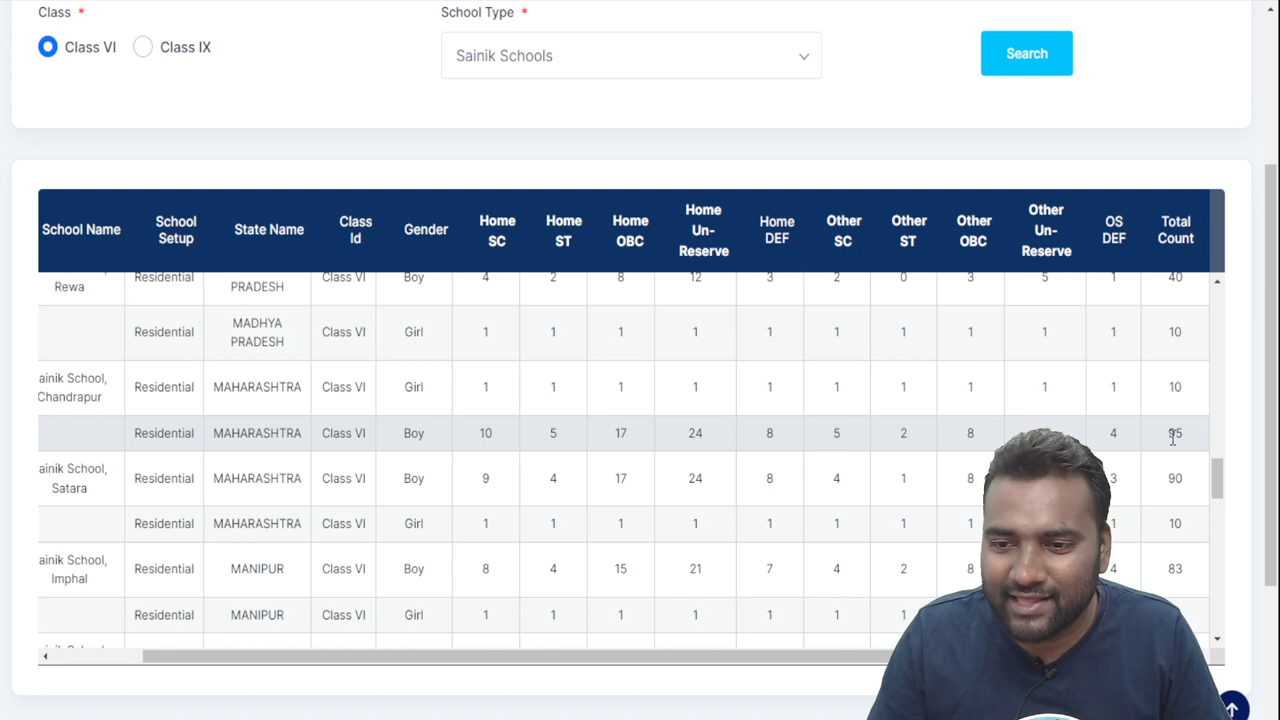 Class *
School Type *
Class VI
Class IX
Sainik Schools
Search
School Name School Setup State Name Class Id Gender Home SC Home ST Home OBC Home Un-Reserve Home DEF Other SC Other ST Other OBC Other Un-Reserve OS DEF Total Count
Rewa Residential PRADESH Class VI Boy 4 2 8 12 3 2 0 3 5 1 40
Residential MADHYA PRADESH Class VI Girl 1 1 1 1 1 1 1 1 1 1 10
ainik School, Chandrapur Residential MAHARASHTRA Class VI Girl 1 1 1 1 1 1 1 1 1 1 10
Residential MAHARASHTRA Class VI Boy 10 5 17 24 8 5 2 8 4 95
ainik School, Satara Residential MAHARASHTRA Class VI Boy 9 4 17 24 8 4 1 8 3 90
Residential MAHARASHTRA Class VI Girl 1 1 1 1 1 1 1 1 1 10
ainik School, Imphal Residential MANIPUR Class VI Boy 8 4 15 21 7 4 2 8 4 83
Residential MANIPUR Class VI Girl 1 1 1 1 1 1 1